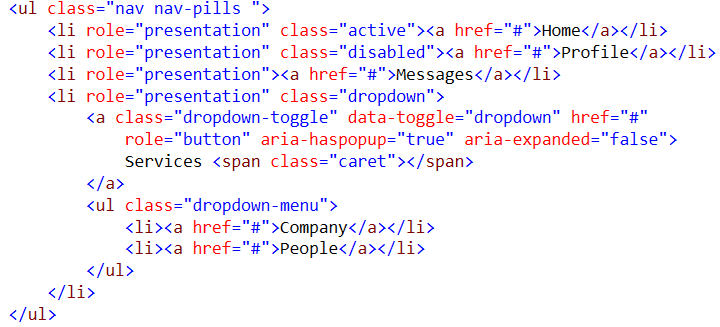 <ul class="nav nav-pills ">
    <li role="presentation" class="active"><a href="#">Home</a></li>
    <li role="presentation" class="disabled"><a href="#">Profile</a></li>
    <li role="presentation"><a href="#">Messages</a></li>
    <li role="presentation" class="dropdown">
        <a class="dropdown-toggle" data-toggle="dropdown" href="#"
            role="button" aria-haspopup="true" aria-expanded="false">
            Services <span class="caret"></span>
        </a>
        <ul class="dropdown-menu">
            <li><a href="#">Company</a></li>
            <li><a href="#">People</a></li>
        </ul>
    </li>
</ul>